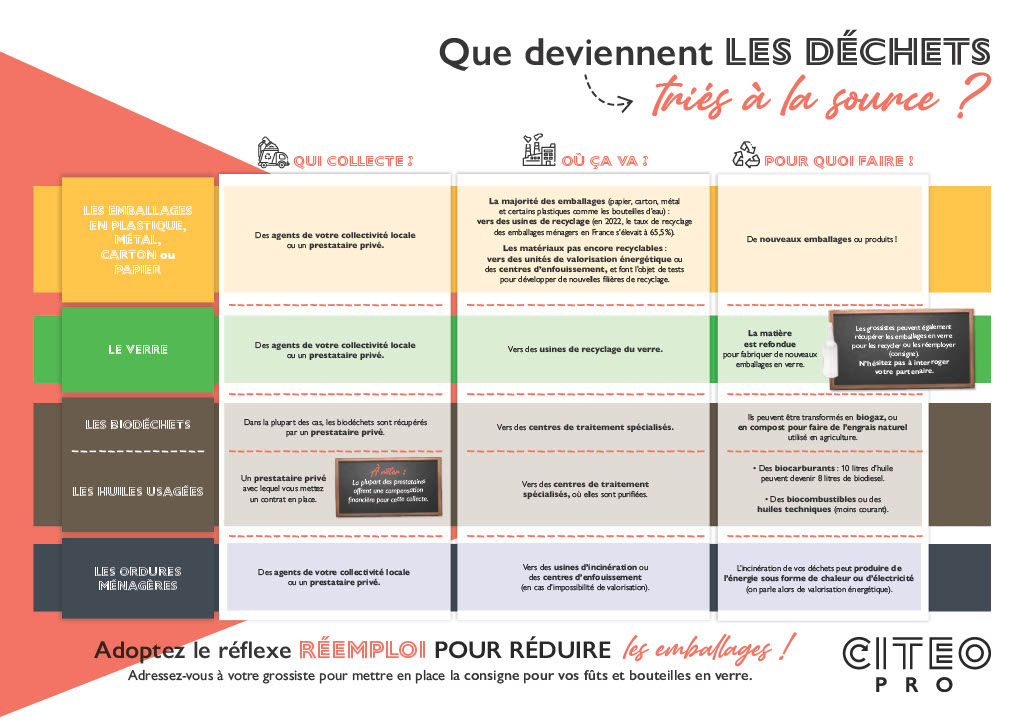 Que deviennent LES DÉCHETS
triés à la source ?
QUI COLLECTE ?
OÙ ÇA VA ?
POUR QUOI FAIRE ?
LES EMBALLAGES
EN PLASTIQUE,
MÉTAL,
CARTON ou
PAPIER
Des agents de votre collectivité locale
ou un prestataire privé.
La majorité des emballages (papier, carton, métal
et certains plastiques comme les bouteilles d'eau) :
vers des usines de recyclage (en 2022, le taux de recyclage
des emballages ménagers en France s'élevait à 65,5%).
Les matériaux pas encore recyclables :
vers des unités de valorisation énergétique ou
des centres d'enfouissement, et font l'objet de tests
pour développer de nouvelles filières de recyclage.
De nouveaux emballages ou produits !
LE VERRE
Des agents de votre collectivité locale
ou un prestataire privé.
Vers des usines de recyclage du verre.
La matière
est refondue
pour fabriquer de nouveaux
emballages en verre.
Les grossistes peuvent également
récupérer les emballages en verre
pour les recycler ou les réemployer
(consigne).
N'hésitez pas à interroger
votre partenaire.
LES BIODÉCHETS
Dans la plupart des cas, les biodéchets sont récupérés
par un prestataire privé.
Vers des centres de traitement spécialisés.
Ils peuvent être transformés en biogaz, ou
en compost pour faire de l'engrais naturel
utilisé en agriculture.
LES HUILES USAGÉES
Un prestataire privé
avec lequel vous mettez
un contrat en place.
À noter :
La plupart des prestataires
offrent une compensation
financière pour cette collecte.
Vers des centres de traitement
spécialisés, où elles sont purifiées.
• Des biocarburants : 10 litres d'huile
peuvent devenir 8 litres de biodiesel.
• Des biocombustibles ou des
huiles techniques (moins courant).
LES ORDURES
MÉNAGÈRES
Des agents de votre collectivité locale
ou un prestataire privé.
Vers des usines d'incinération ou
des centres d'enfouissement
(en cas d'impossibilité de valorisation).
L'incinération de vos déchets peut produire de
l'énergie sous forme de chaleur ou d'électricité
(on parle alors de valorisation énergétique).
Adoptez le réflexe RÉEMPLOI POUR RÉDUIRE les emballages !
Adressez-vous à votre grossiste pour mettre en place la consigne pour vos fûts et bouteilles en verre.
CITEO
PRO